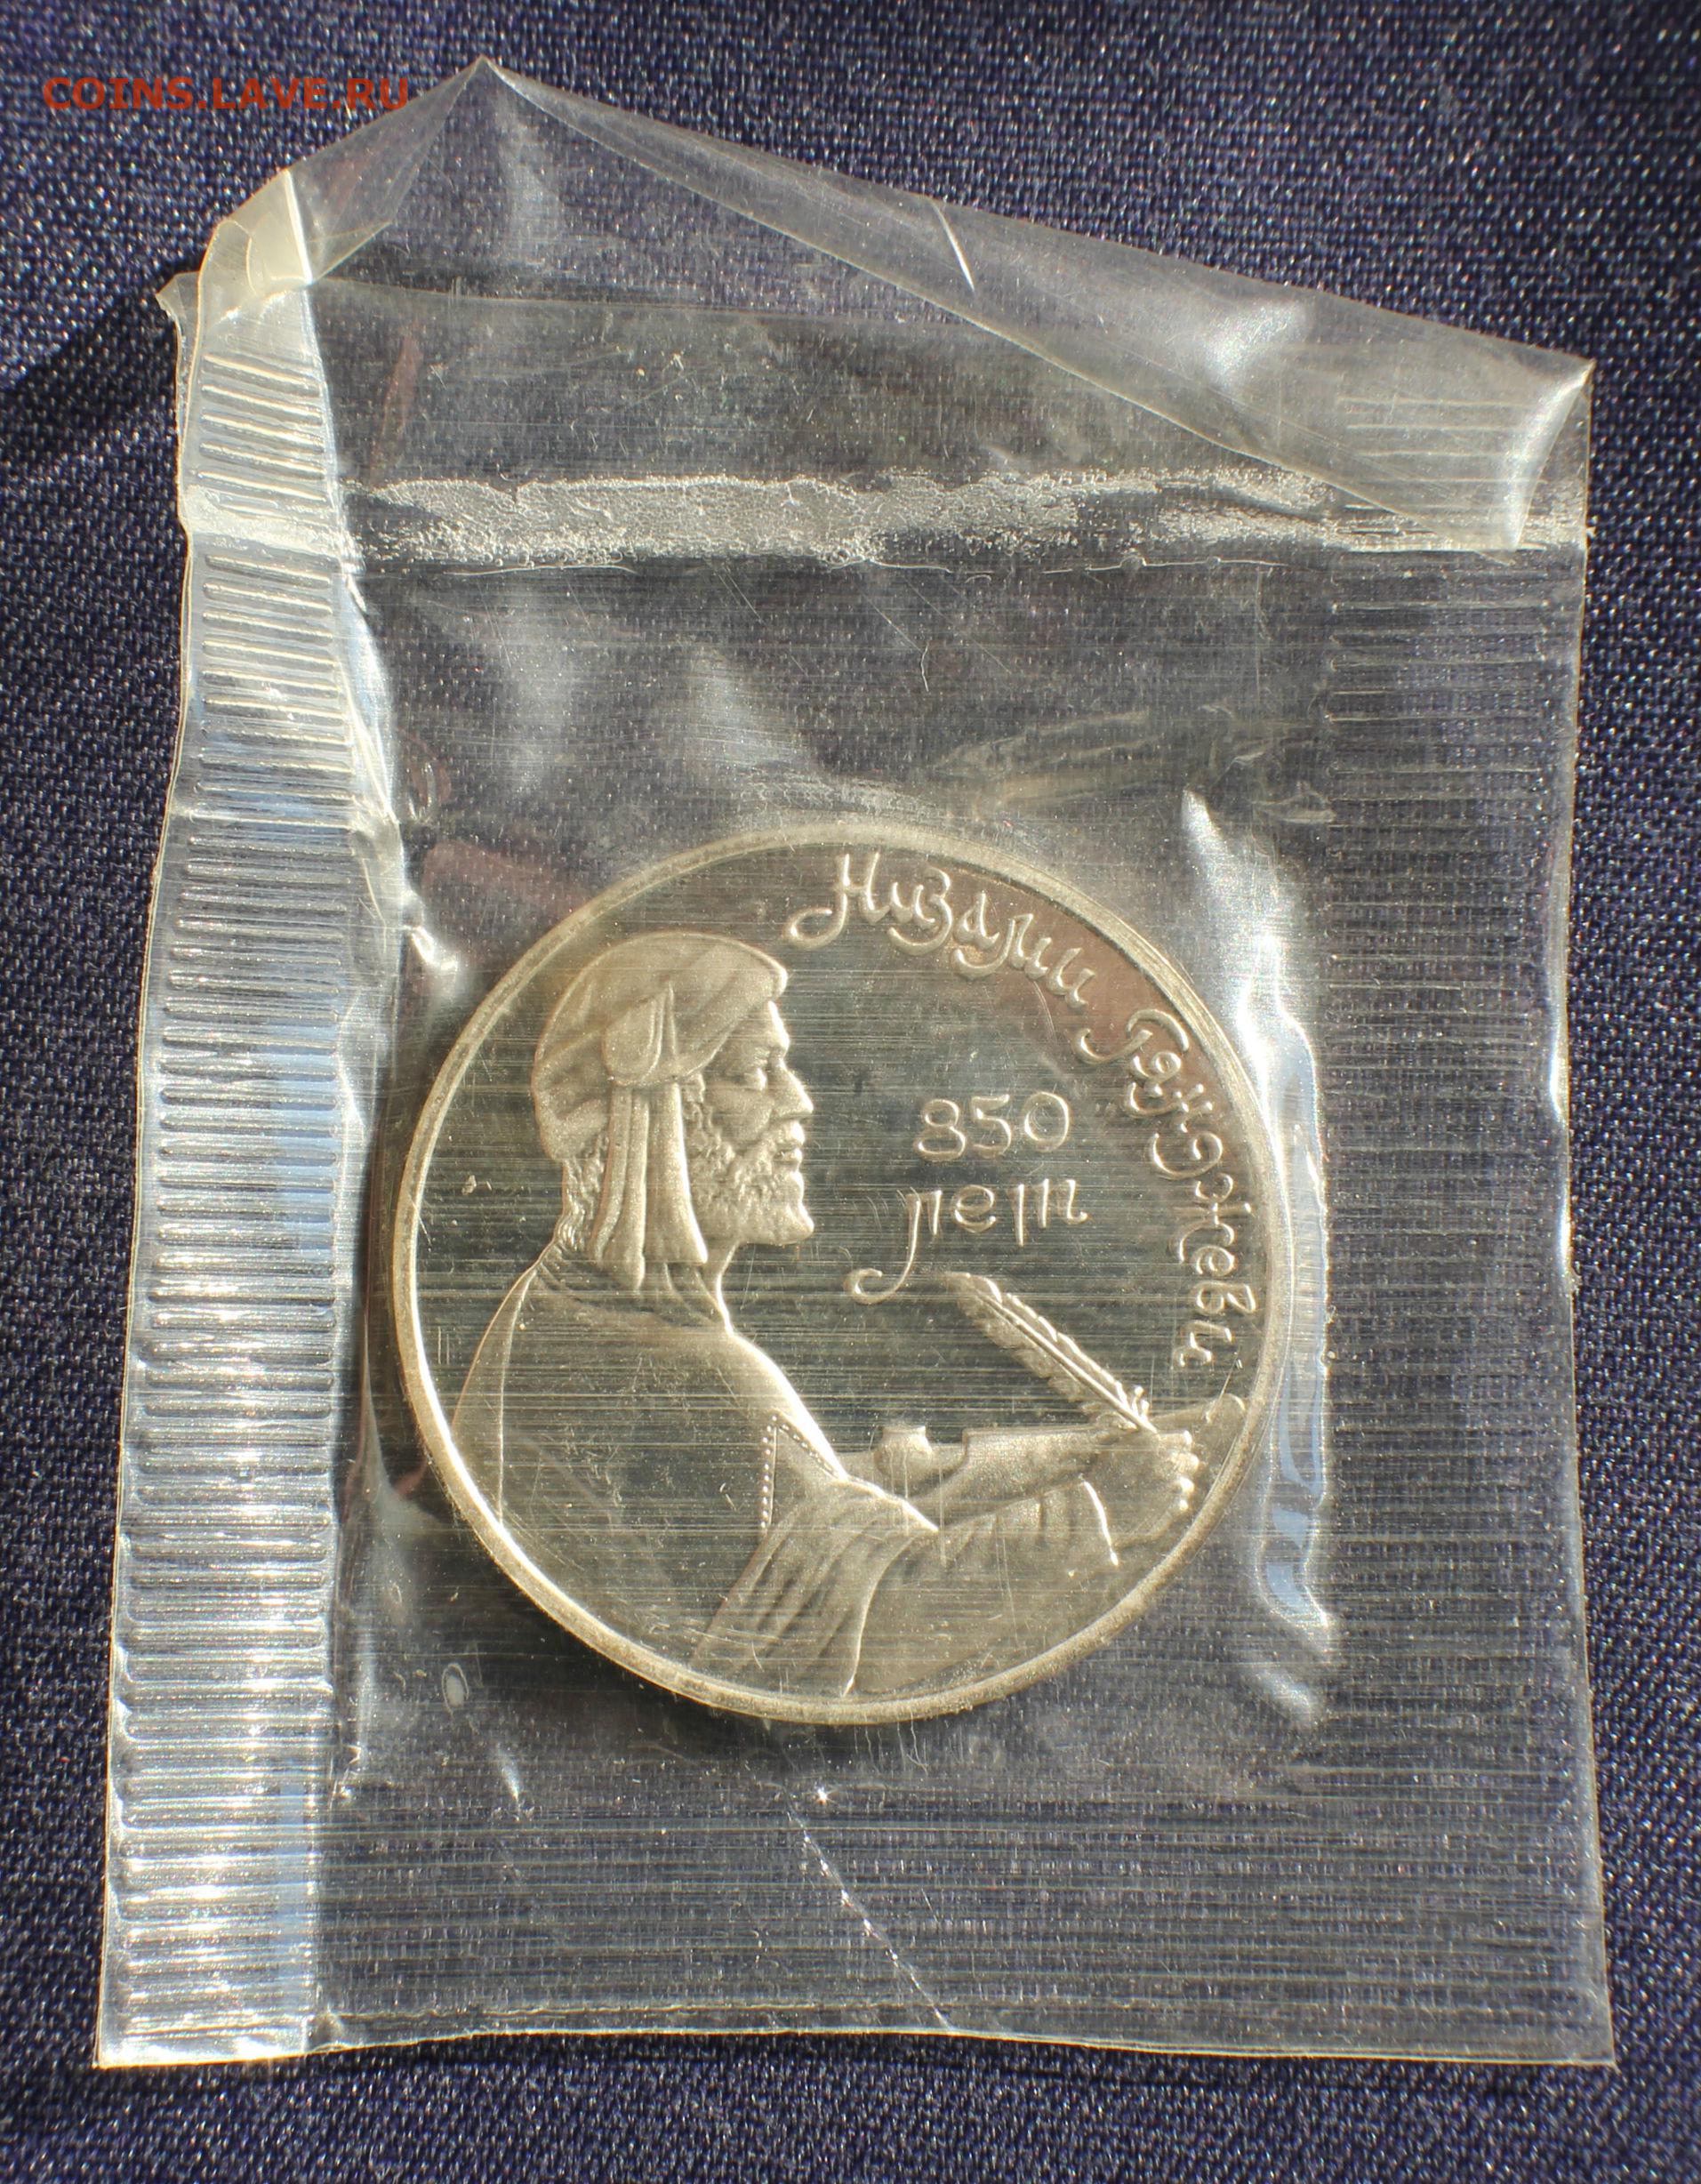 COINS.LAVE.RU
Низами Гянджеви
850
лет